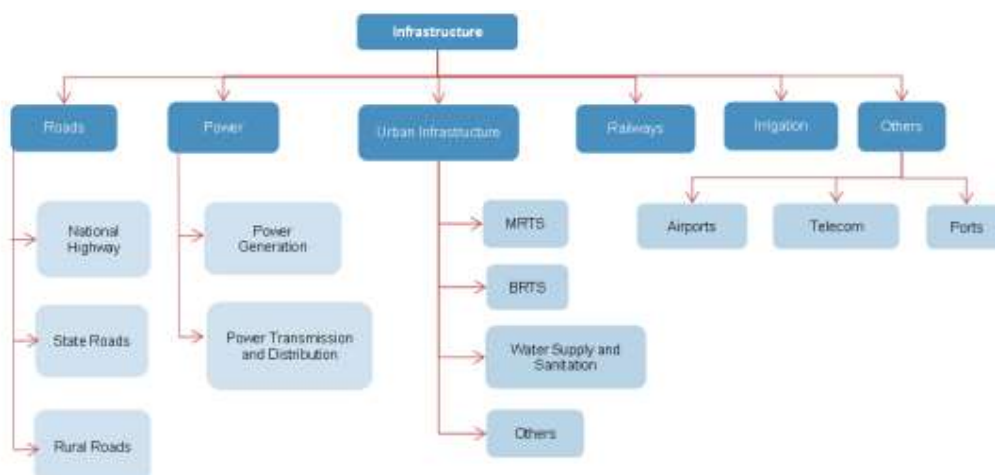 Infrastructure
Roads
Power
Urban Infrastructure
Railways
Irrigation
Others
National
Highway
State Roads
Rural Roads
Power
Generation
Power Transmission
and Distribution
MRTS
BRTS
Water Supply and
Sanitation
Others
Airports
Telecom
Ports